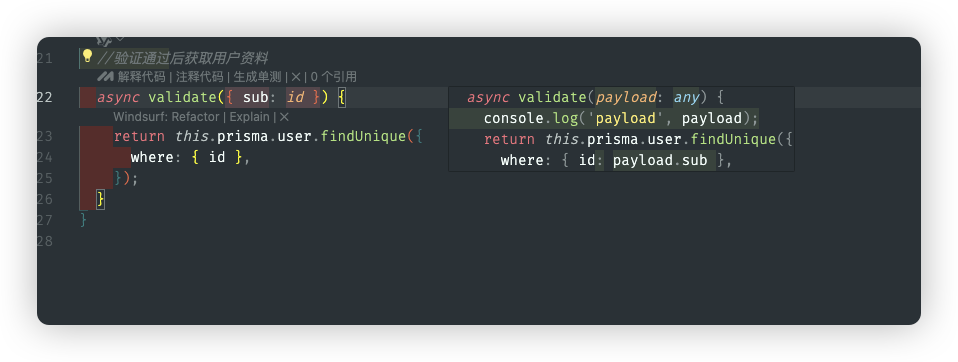 21 //验证通过后获取用户资料
解释代码 | 注释代码 | 生成单测 | × | 0 个引用
22 async validate({ sub: id }) {
Windsurf: Refactor | Explain | ×
23 return this.prisma.user.findUnique({
24 where: { id },
25 });
26 }
27 }
28
async validate(payload: any) {
console.log('payload', payload);
return this.prisma.user.findUnique({
where: { id: payload.sub },